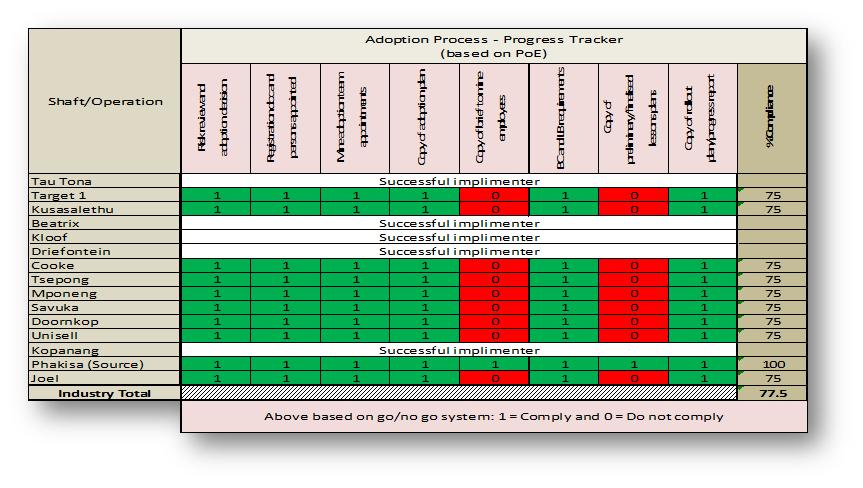 Adoption Process - Progress Tracker
(based on PoE)
Shaft/Operation
Risk review and
adoption decision
Registration doc and
persons appointed
Mine adoption team
appointments
Copy of adoption plan
Copy of brief to mine
employees
BC and LB requirements
Copy of
preliminary/finalised
lessons plans
Copy of rollout
plan/progress report
% Compliance
Tau Tona Successful implimenter
Target 1 1 1 1 1 0 1 0 1 75
Kusasalethu 1 1 1 1 0 1 0 1 75
Beatrix Successful implimenter
Kloof Successful implimenter
Driefontein Successful implimenter
Cooke 1 1 1 1 0 1 0 1 75
Tsepong 1 1 1 1 0 1 0 1 75
Mponeng 1 1 1 1 0 1 0 1 75
Savuka 1 1 1 1 0 1 0 1 75
Doornkop 1 1 1 1 0 1 0 1 75
Unisell 1 1 1 1 0 1 0 1 75
Kopanang Successful implimenter
Phakisa (Source) 1 1 1 1 1 1 1 1 100
Joel 1 1 1 1 0 1 0 1 75
Industry Total 77.5
Above based on go/no go system: 1 = Comply and 0 = Do not comply